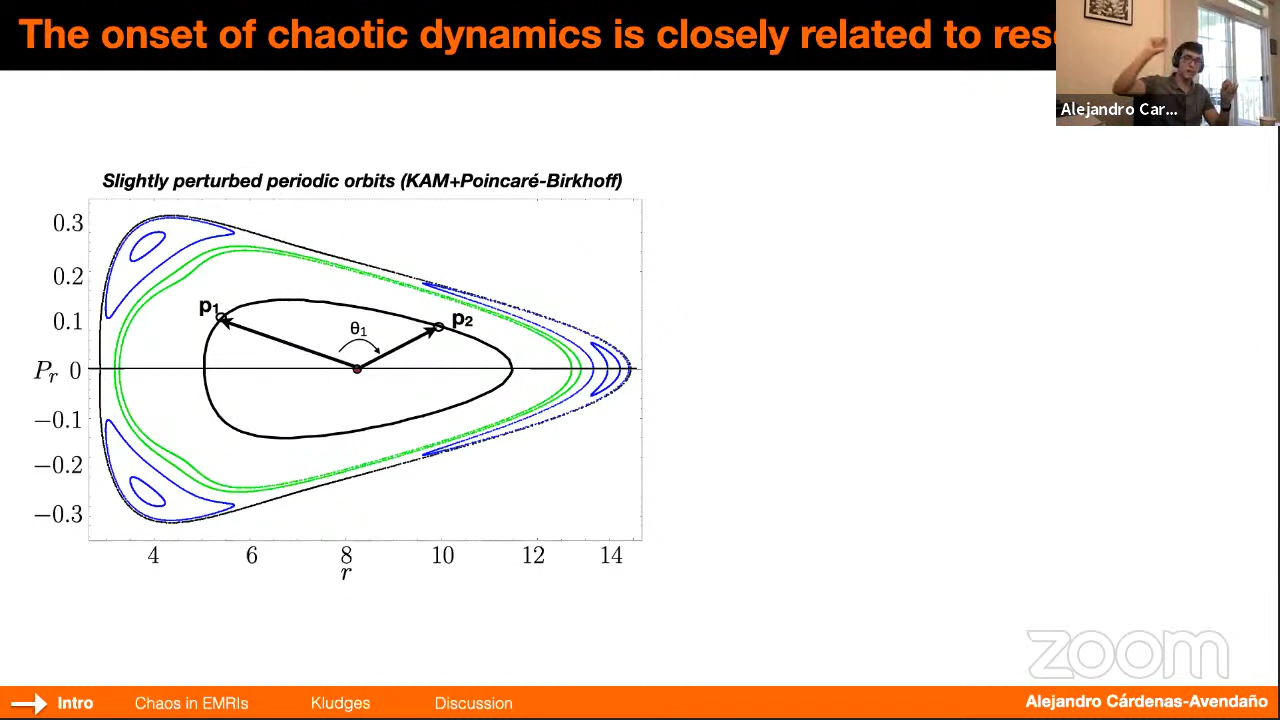 The onset of chaotic dynamics is closely related to
Alejandro Car...
Slightly perturbed periodic orbits (KAM+Poincaré-Birkhoff)
0.3
0.2
0.1
P_r 0
−0.1
−0.2
−0.3
p1
θ1
p2
4 6 8 10 12 14
r
zoom
Intro Chaos in EMRIs Kludges Discussion Alejandro Cárdenas-Avendaño